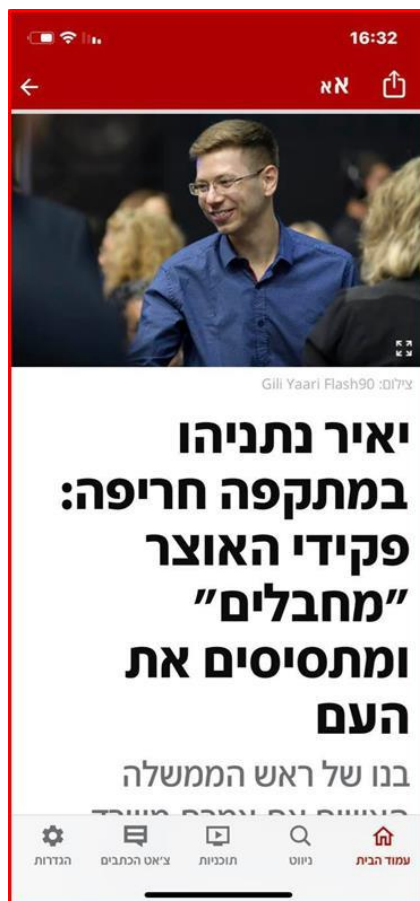 16:32
אא
צילום: Gili Yaari Flash90
יאיר נתניהו
במתקפה חריפה:
פקידי האוצר
"מחבלים"
ומתסיסים את
העם
בנו של ראש הממשלה
עמוד הבית
ניווט
תוכניות
צ'אט הכתבים
הגדרות